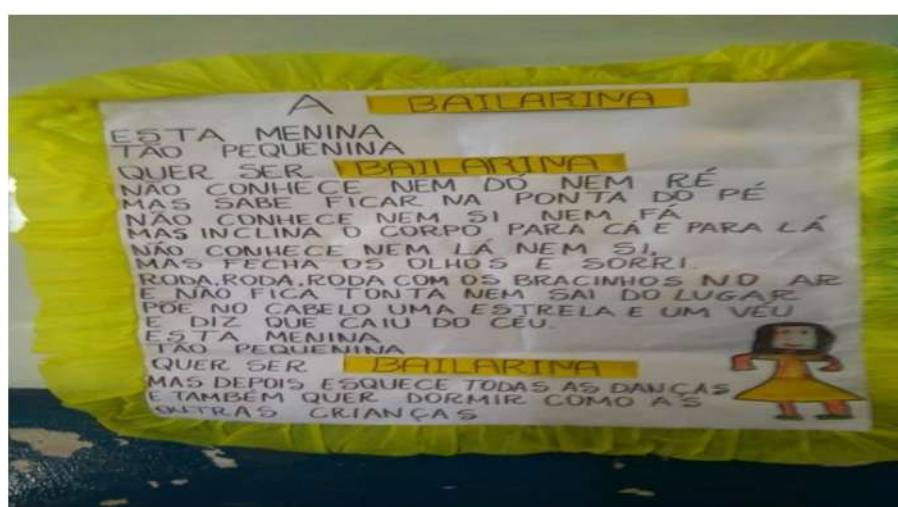 A BAILARINA
ESTA MENINA
TÃO PEQUENINA
QUER SER BAILARINA
NÃO CONHECE NEM DÓ NEM RÉ
MAS SABE FICAR NA PONTA DO PÉ
NÃO CONHECE NEM SI NEM FÁ
MAS INCLINA O CORPO PARA CÁ E PARA LÁ
NÃO CONHECE NEM LÁ NEM SI,
MAS FECHA OS OLHOS E SORRI.
RODA, RODA, RODA COM OS BRACINHOS NO AR
E NÃO FICA TONTA NEM SAI DO LUGAR
PÕE NO CABELO UMA ESTRELA E UM VÉU
E DIZ QUE CAIU DO CÉU.
ESTA MENINA
TÃO PEQUENINA
QUER SER BAILARINA
MAS DEPOIS ESQUECE TODAS AS DANÇAS
E TAMBÉM QUER DORMIR COMO AS
OUTRAS CRIANÇAS